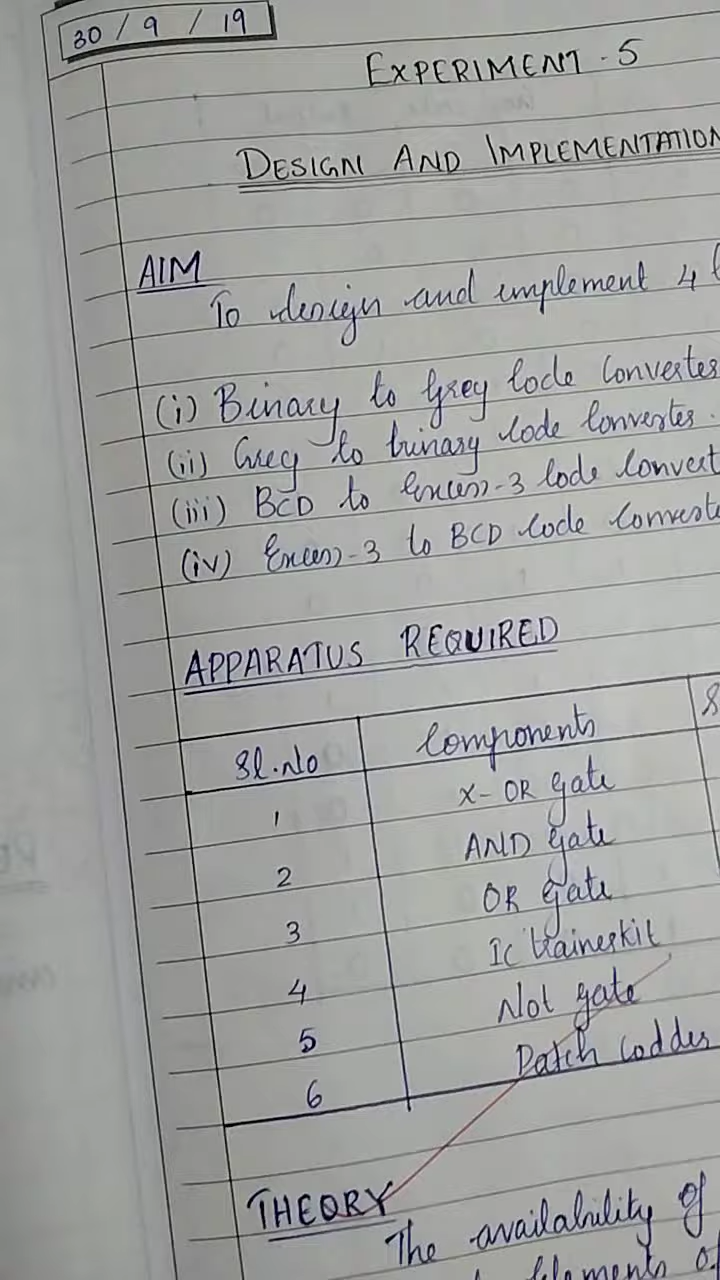 30 / 9 / 19
EXPERIMENT - 5
DESIGN AND IMPLEMENTATION
AIM
To design and implement 4
(i) Binary to Grey Code Converter
(ii) Grey to binary code Converter.
(iii) BCD to Excess-3 code Convert
(iv) Excess-3 to BCD code Converte
APPARATUS REQUIRED
Sl.No Components S
1 X-OR gate
2 AND gate
3 OR gate
4 IC trainerkit
5 Not gate
6 Patch
THEORY
The availability of